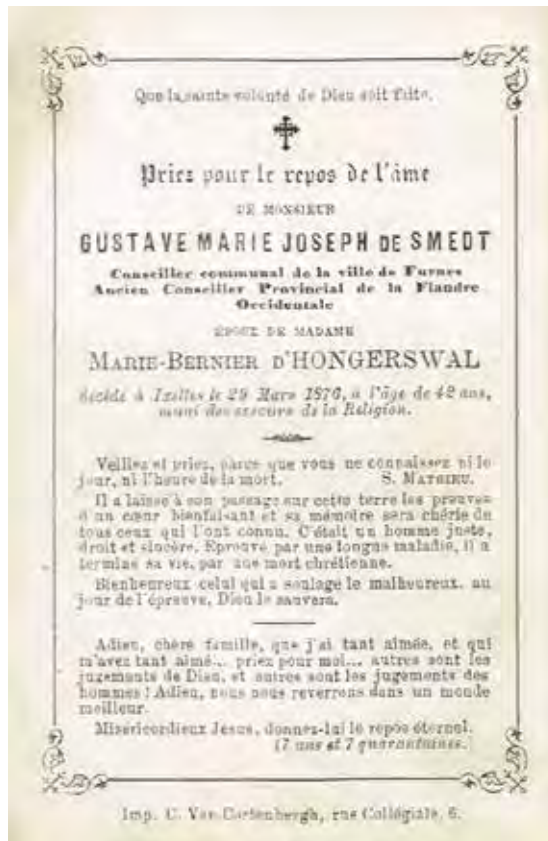 Que la sainte volonté de Dieu soit faite.
Priez pour le repos de l'âme
DE MONSIEUR
GUSTAVE MARIE JOSEPH DE SMEDT
Conseiller communal de la ville de Furnes
Ancien Conseiller Provincial de la Flandre
Occidentale
ÉPOUX DE MADAME
MARIE-BERNIER D'HONGERSWAL
décédé à Ixelles le 29 Mars 1876, à l'âge de 42 ans,
muni des secours de la Religion.
Veillez et priez, parce que vous ne connaissez ni le
jour, ni l'heure de la mort. S. MATHIEU.
Il a laissé à son passage sur cette terre les preuves
d'un cœur bienfaisant et sa mémoire sera chérie de
tous ceux qui l'ont connu. C'était un homme juste,
droit et sincère. Eprouvé par une longue maladie, il a
terminé sa vie, par une mort chrétienne.
Bienheureux celui qui a soulagé le malheureux, au
jour de l'épreuve, Dieu le sauvera.
Adieu, chère famille, que j'ai tant aimée, et qui
m'avez tant aimé... priez pour moi... autres sont les
jugements de Dieu, et autres sont les jugements des
hommes ! Adieu, nous nous reverrons dans un monde
meilleur.
Miséricordieux Jésus, donnez-lui le repos éternel.
(7 ans et 7 quarantaines.
Imp. C. Van Cortenbergh, rue Collégiale, 6.